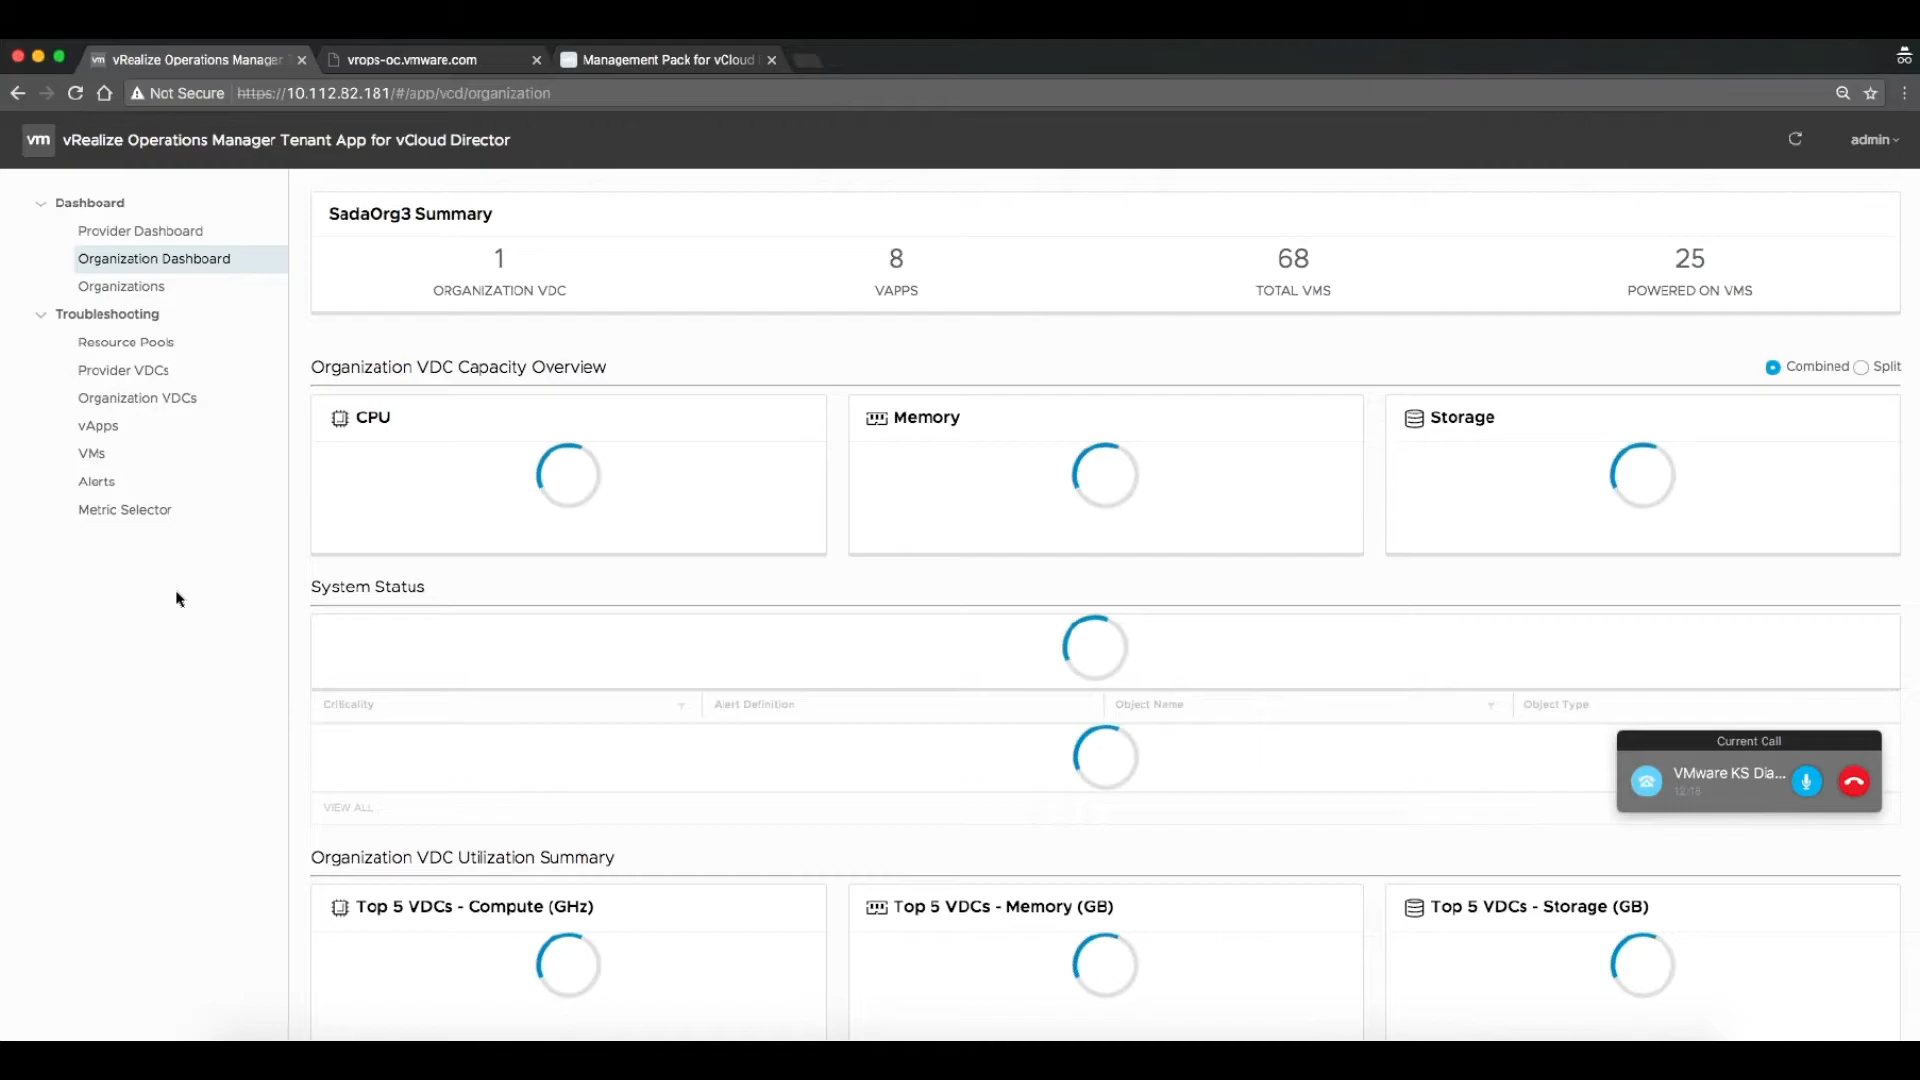 vm vRealize Operations Manager
vrops-oc.vmware.com
Management Pack for vCloud
Not Secure https://10.112.82.181/#/app/vcd/organization
vm vRealize Operations Manager Tenant App for vCloud Director
admin
Dashboard
Provider Dashboard
Organization Dashboard
Organizations
Troubleshooting
Resource Pools
Provider VDCs
Organization VDCs
vApps
VMs
Alerts
Metric Selector
SadaOrg3 Summary
1 8 68 25
ORGANIZATION VDC VAPPS TOTAL VMS POWERED ON VMS
Organization VDC Capacity Overview
Combined Split
CPU Memory Storage
System Status
Criticality Alert Definition Object Name Object Type
VIEW ALL
Current Call
VMware KS Dia...
12:18
Organization VDC Utilization Summary
Top 5 VDCs - Compute (GHz) Top 5 VDCs - Memory (GB) Top 5 VDCs - Storage (GB)